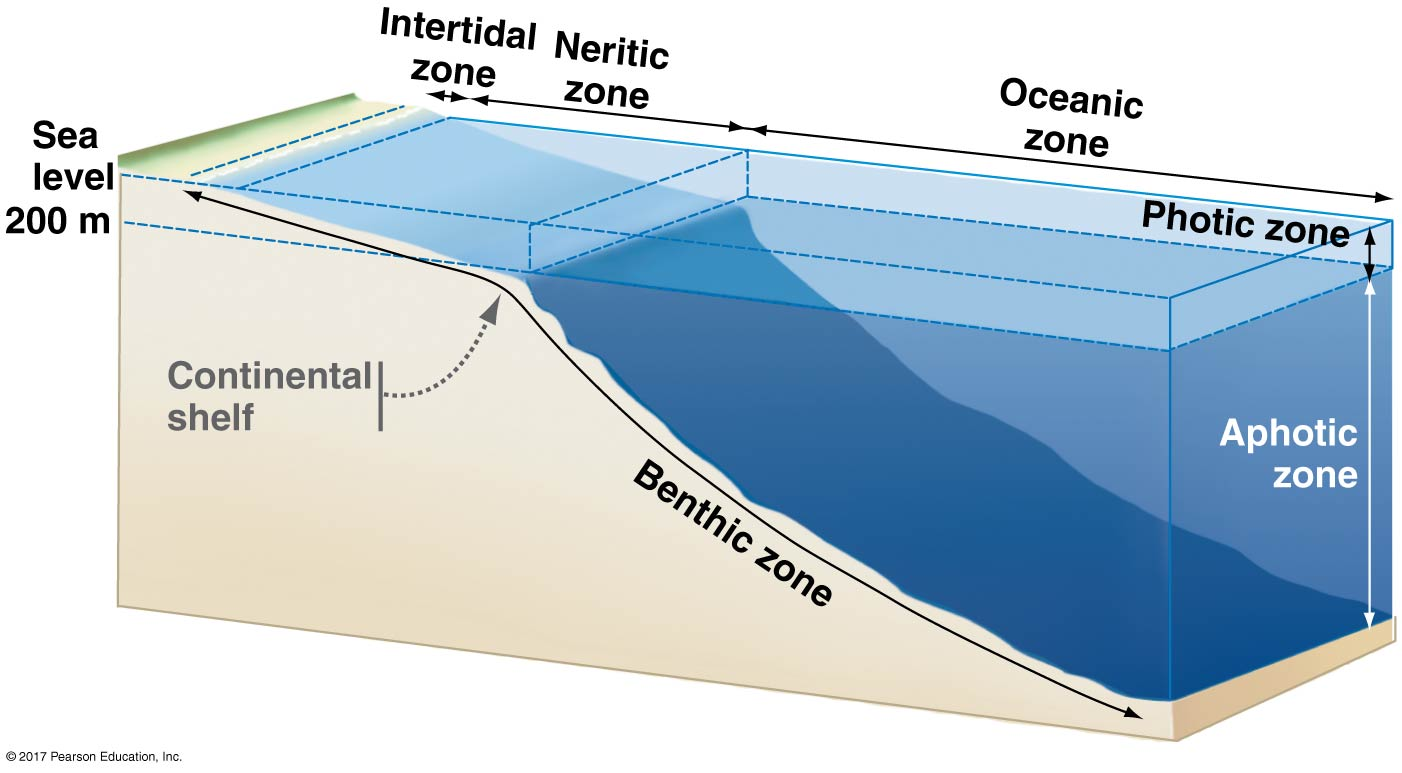 Intertidal
zone
Neritic
zone
Oceanic
zone
Sea
level
200 m
Photic zone
Continental
shelf
Aphotic
zone
Benthic zone
© 2017 Pearson Education, Inc.